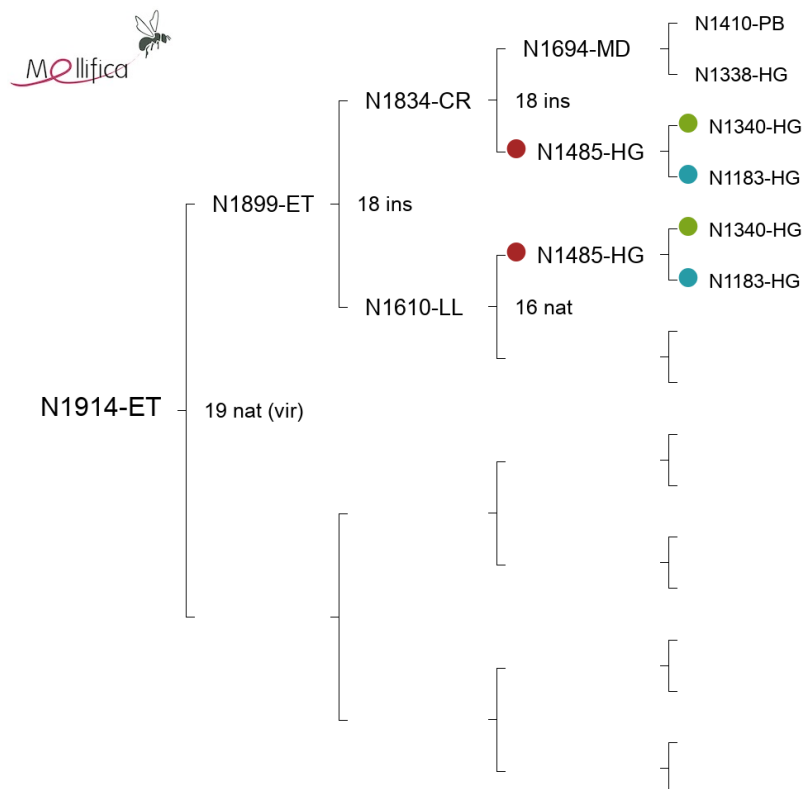 Mellifica
N1410-PB
N1694-MD
N1338-HG
N1834-CR
18 ins
N1340-HG
N1485-HG
N1183-HG
N1899-ET
18 ins
N1340-HG
N1485-HG
N1183-HG
N1610-LL
16 nat
N1914-ET
19 nat (vir)